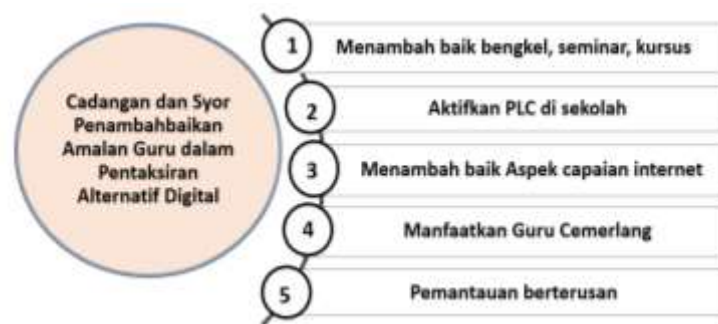 Cadangan dan Syor
Penambahbaikan
Amalan Guru dalam
Pentaksiran
Alternatif Digital
1 Menambah baik bengkel, seminar, kursus
2 Aktifkan PLC di sekolah
3 Menambah baik Aspek capaian internet
4 Manfaatkan Guru Cemerlang
5 Pemantauan berterusan